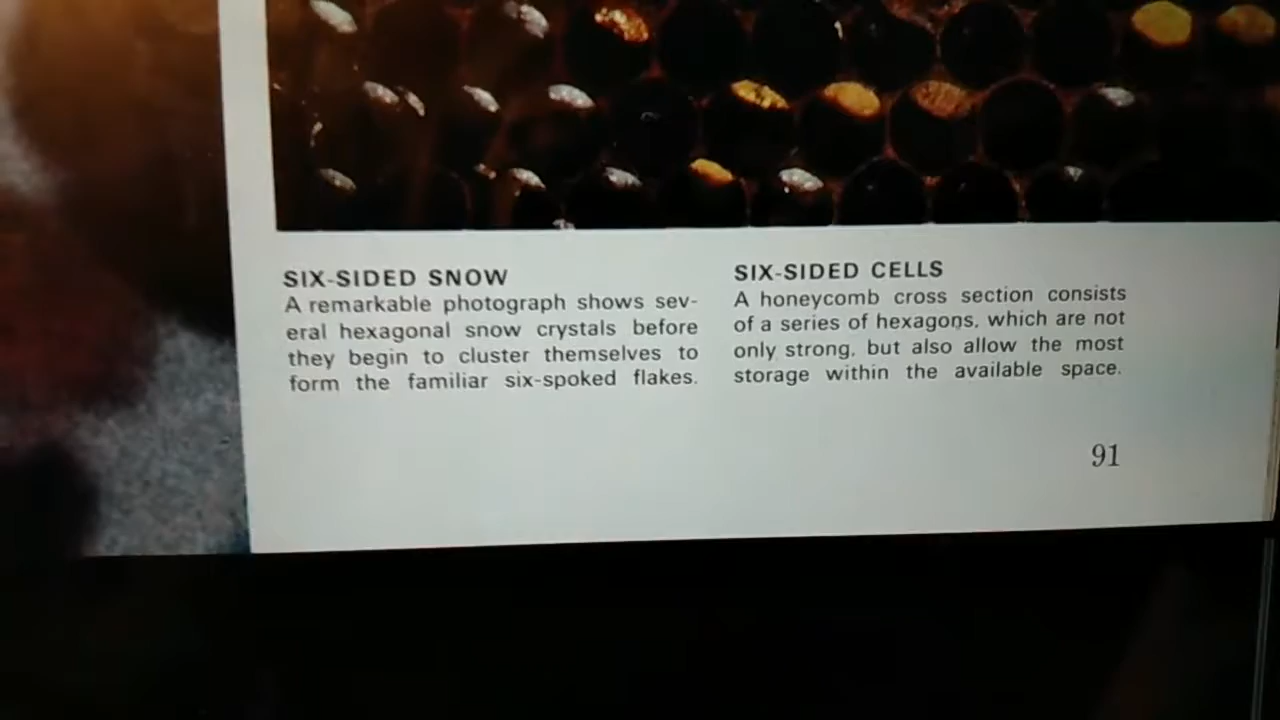 SIX-SIDED SNOW
A remarkable photograph shows sev-
eral hexagonal snow crystals before
they begin to cluster themselves to
form the familiar six-spoked flakes.
SIX-SIDED CELLS
A honeycomb cross section consists
of a series of hexagons, which are not
only strong, but also allow the most
storage within the available space.
91